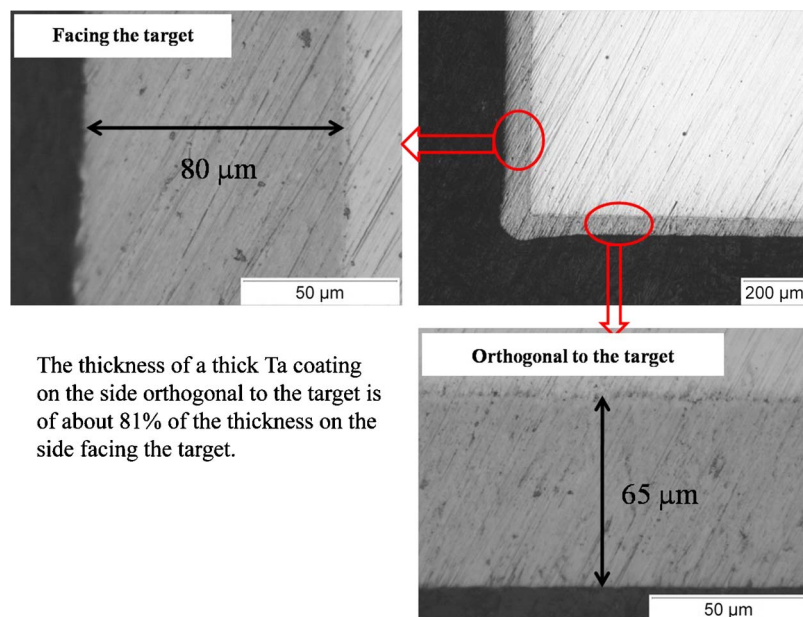 Facing the target
80 μm
50 μm
200 μm
The thickness of a thick Ta coating
on the side orthogonal to the target is
of about 81% of the thickness on the
side facing the target.
Orthogonal to the target
65 μm
50 μm